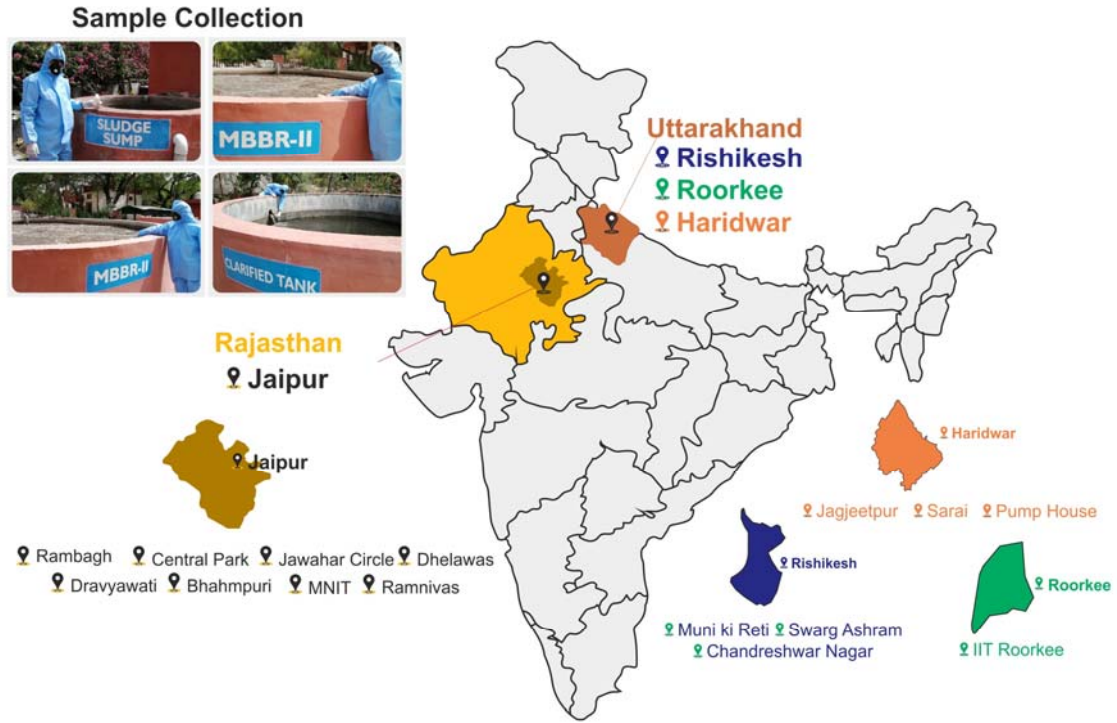 Sample Collection
SLUDGE
SUMP
MBBR-II
MBBR-II
CLARIFIED TANK
Uttarakhand
Rishikesh
Roorkee
Haridwar
Rajasthan
Jaipur
Jaipur
Rambagh Central Park Jawahar Circle Dhelawas
Dravyawati Bhahmpuri MNIT Ramnivas
Haridwar
Jagjeetpur Sarai Pump House
Rishikesh
Muni ki Reti Swarg Ashram
Chandreshwar Nagar
Roorkee
IIT Roorkee